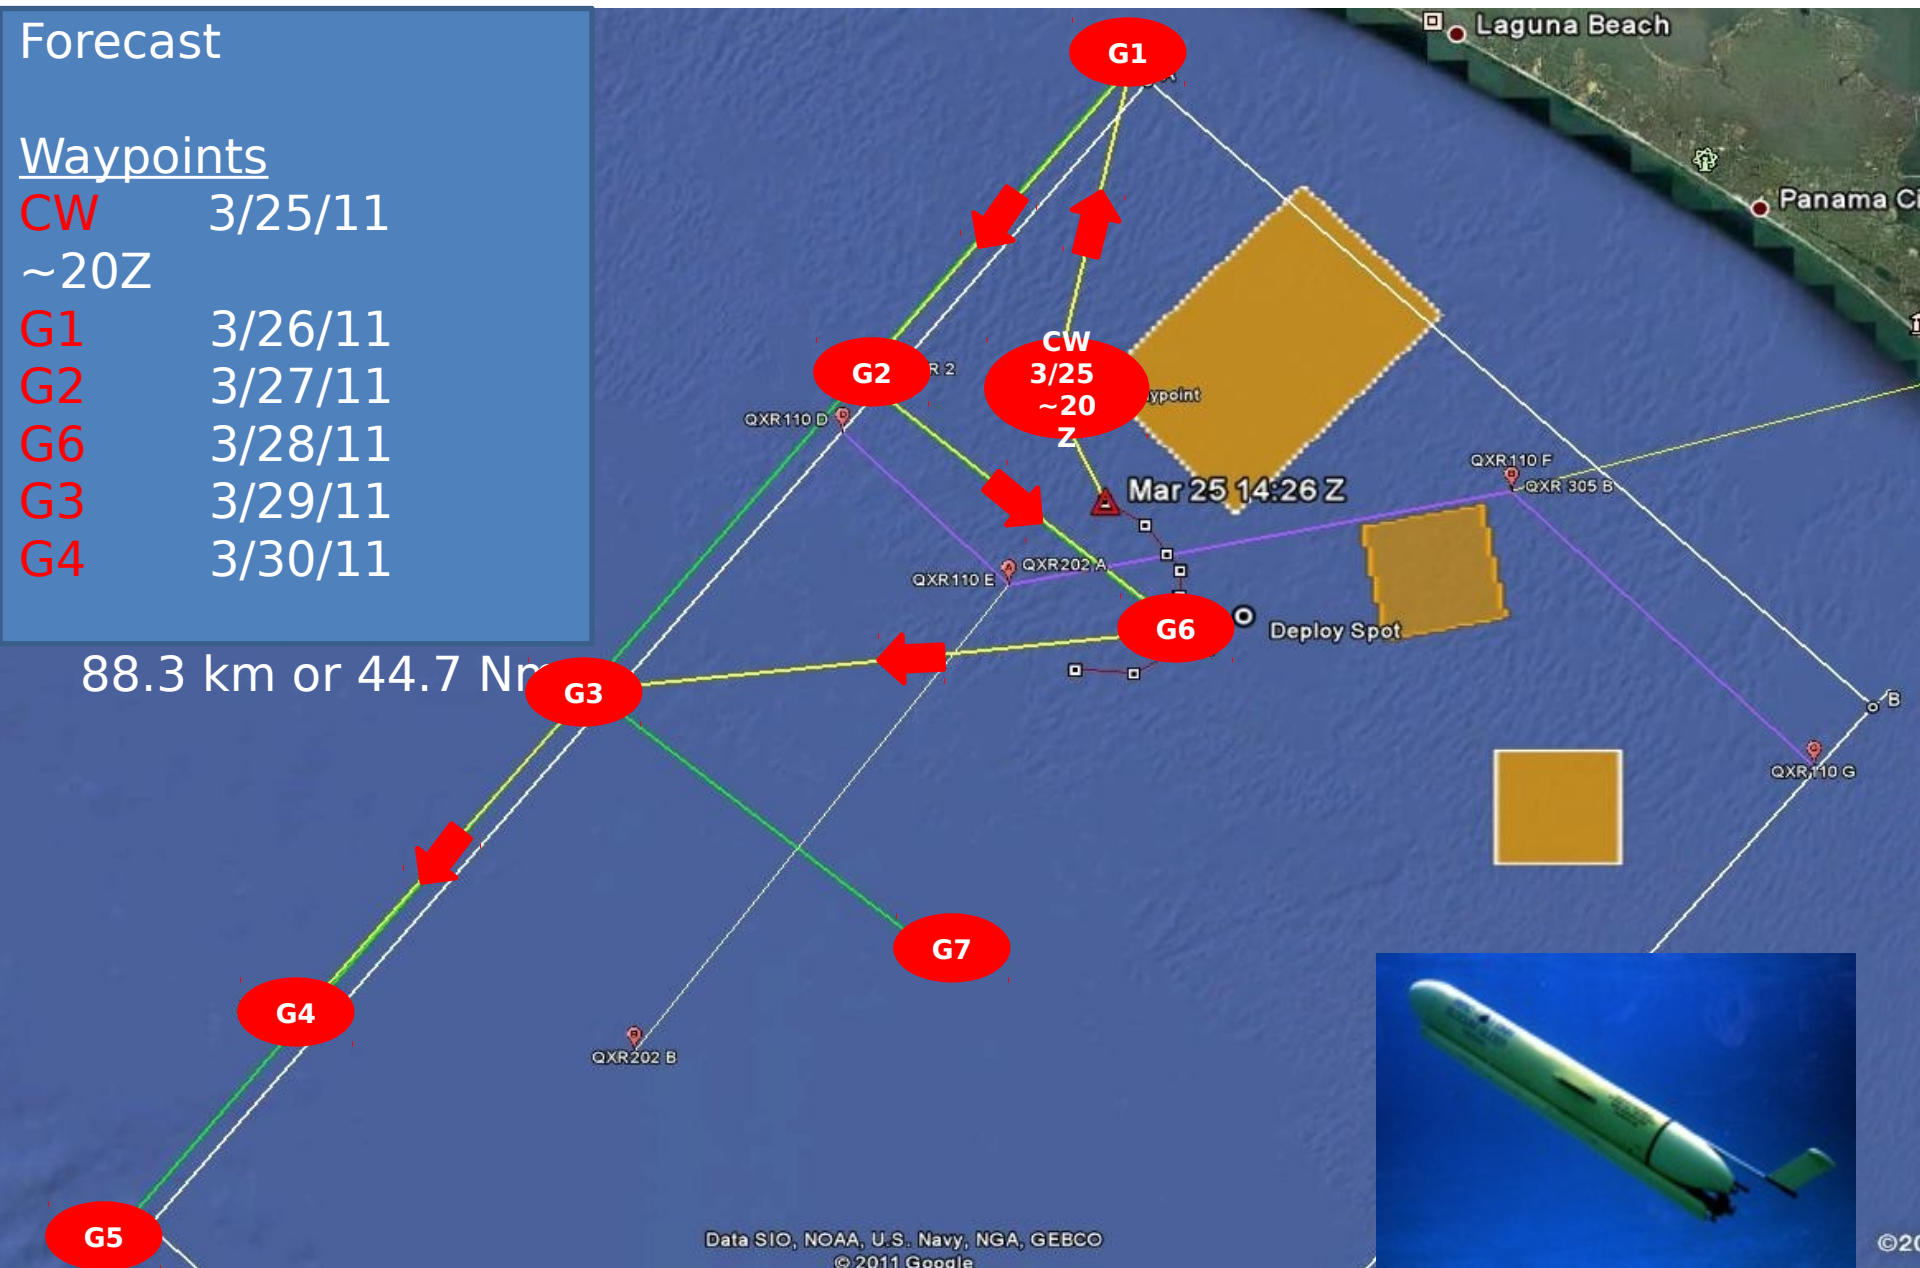 Forecast
Waypoints
CW 3/25/11
~20Z
G1 3/26/11
G2 3/27/11
G6 3/28/11
G3 3/29/11
G4 3/30/11
88.3 km or 44.7 Nm
G1
A
Laguna Beach
Panama Ci
G2
R 2
CW
3/25
~20
Z
ypoint
QXR110 D
QXR110 F
QXR 305 B
Mar 25 14:26 Z
QXR110 E
QXR202 A
G6
Deploy Spot
G3
B
QXR110 G
G7
G4
QXR202 B
G5
Data SIO, NOAA, U.S. Navy, NGA, GEBCO
© 2011 Google
©20